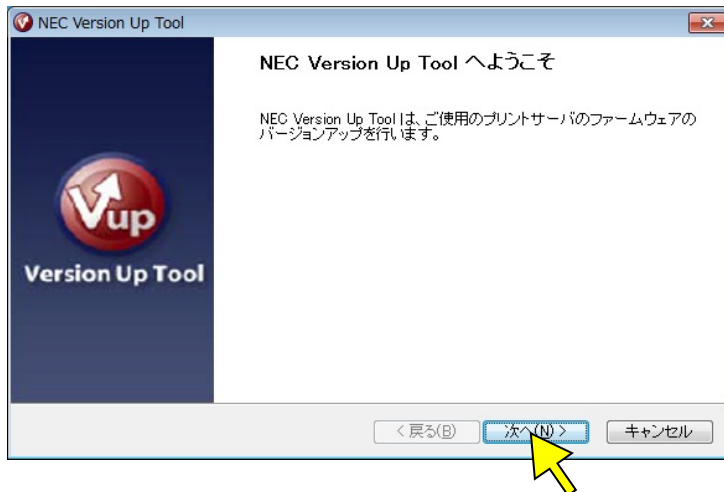 NEC Version Up Tool
NEC Version Up Tool へようこそ
NEC Version Up Tool は、ご使用のプリントサーバのファームウェアの
バージョンアップを行います。
Vup
Version Up Tool
< 戻る(B)
次へ(N) >
キャンセル